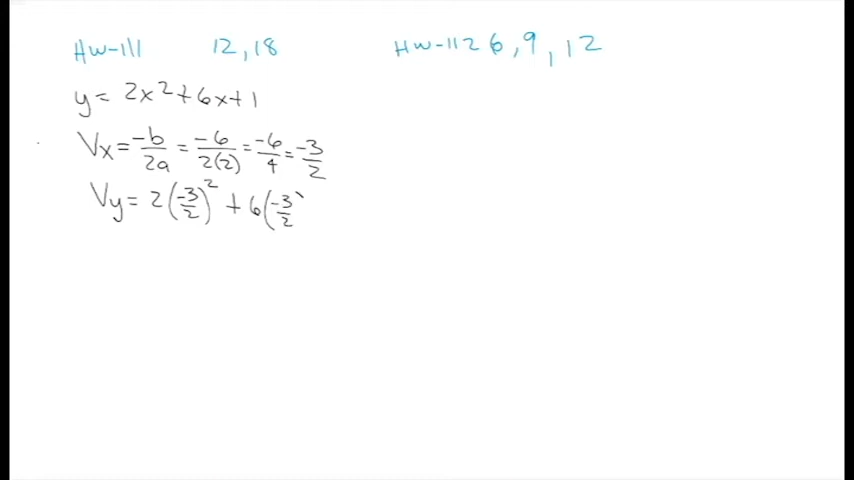 HW-111 12, 18 HW-112 6, 9, 12
y = 2x² + 6x + 1
Vx = -b/2a = -6/2(2) = -6/4 = -3/2
Vy = 2(-3/2)² + 6(-3/2